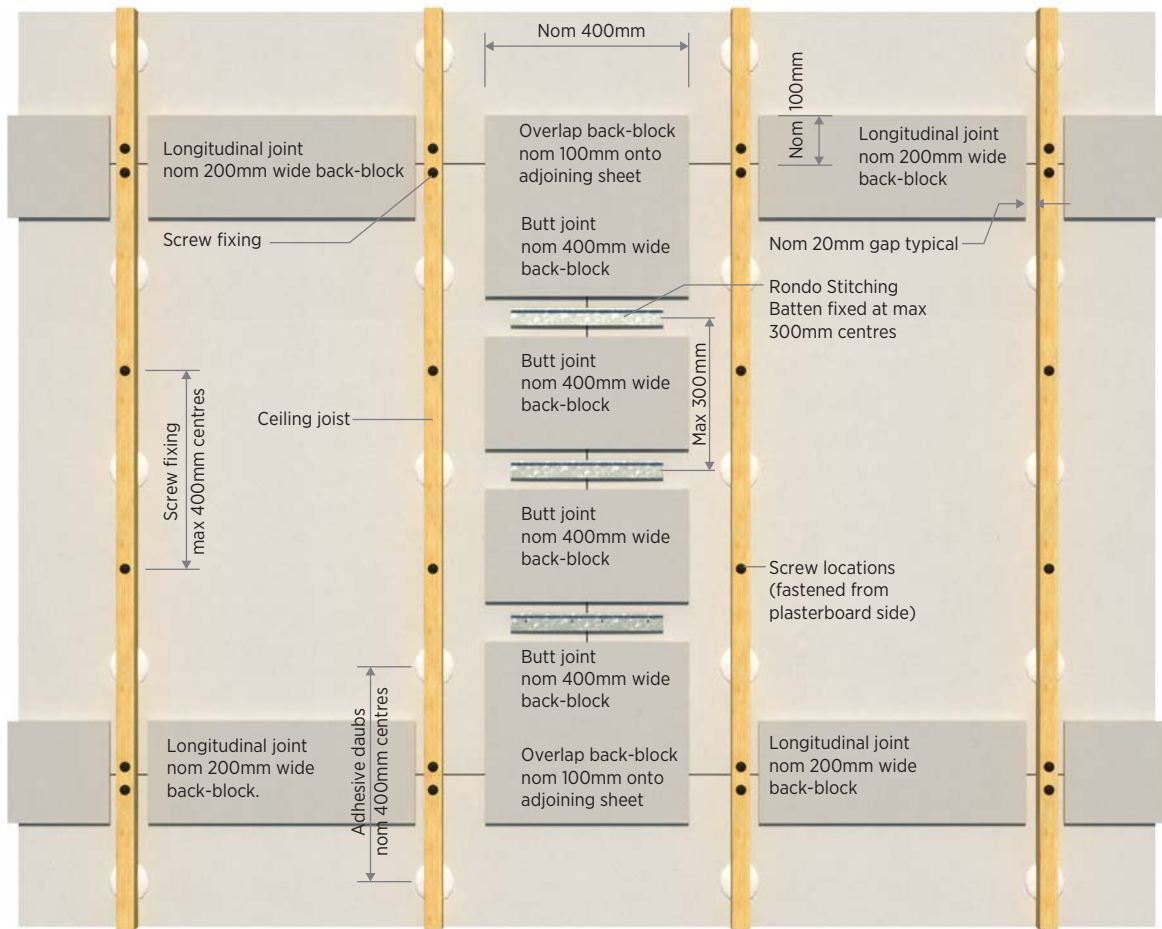 Nom 400mm
Nom 100mm
Longitudinal joint
nom 200mm wide back-block
Overlap back-block
nom 100mm onto
adjoining sheet
Longitudinal joint
nom 200mm wide
back-block
Screw fixing
Butt joint
nom 400mm wide
back-block
Nom 20mm gap typical
Rondo Stitching
Batten fixed at max
300mm centres
Screw fixing
max 400mm centres
Ceiling joist
Butt joint
nom 400mm wide
back-block
Max 300mm
Butt joint
nom 400mm wide
back-block
Screw locations
(fastened from
plasterboard side)
Adhesive daubs
nom 400mm centres
Butt joint
nom 400mm wide
back-block
Longitudinal joint
nom 200mm wide
back-block.
Overlap back-block
nom 100mm onto
adjoining sheet
Longitudinal joint
nom 200mm wide
back-block